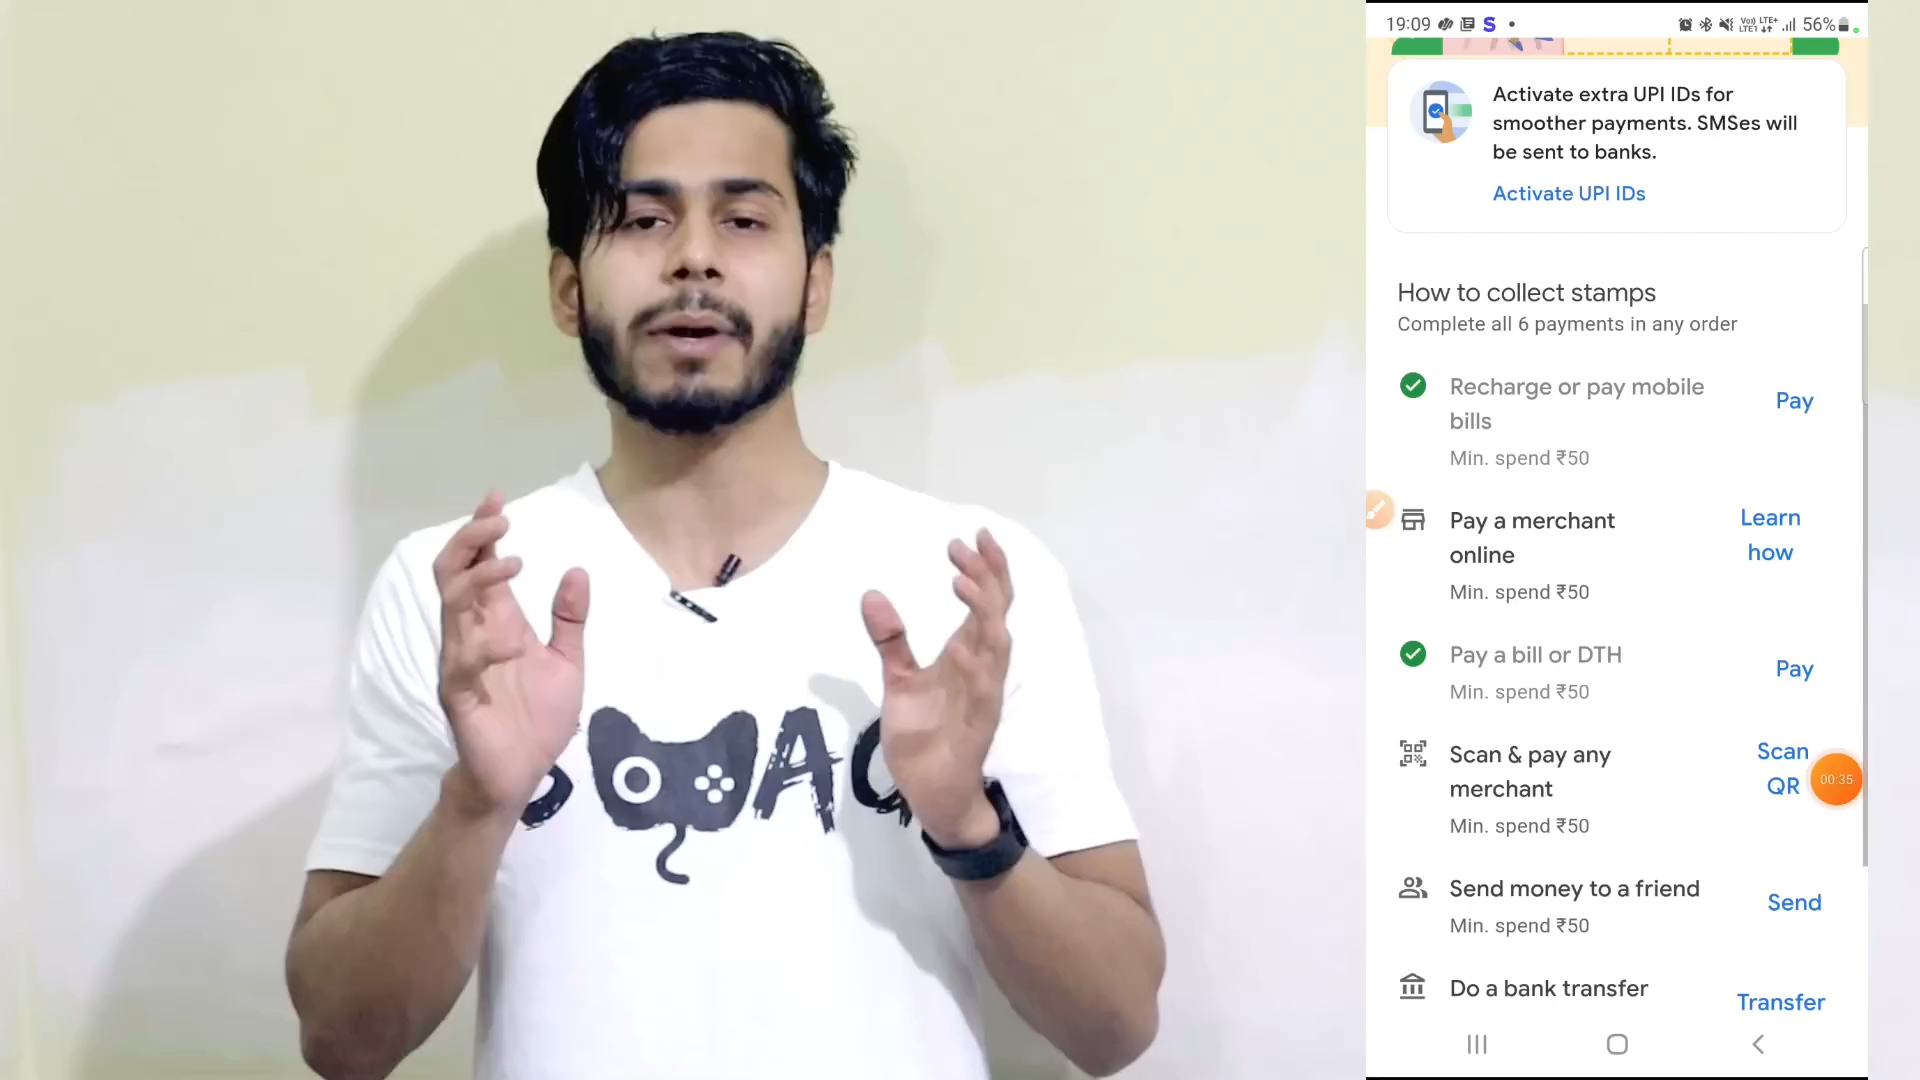 19:09
56%
Activate extra UPI IDs for
smoother payments. SMSes will
be sent to banks.
Activate UPI IDs
How to collect stamps
Complete all 6 payments in any order
Recharge or pay mobile
bills
Pay
Min. spend ₹50
Pay a merchant
online
Learn
how
Min. spend ₹50
Pay a bill or DTH
Pay
Min. spend ₹50
Scan & pay any
merchant
Scan
QR
00:35
Min. spend ₹50
Send money to a friend
Send
Min. spend ₹50
Do a bank transfer
Transfer